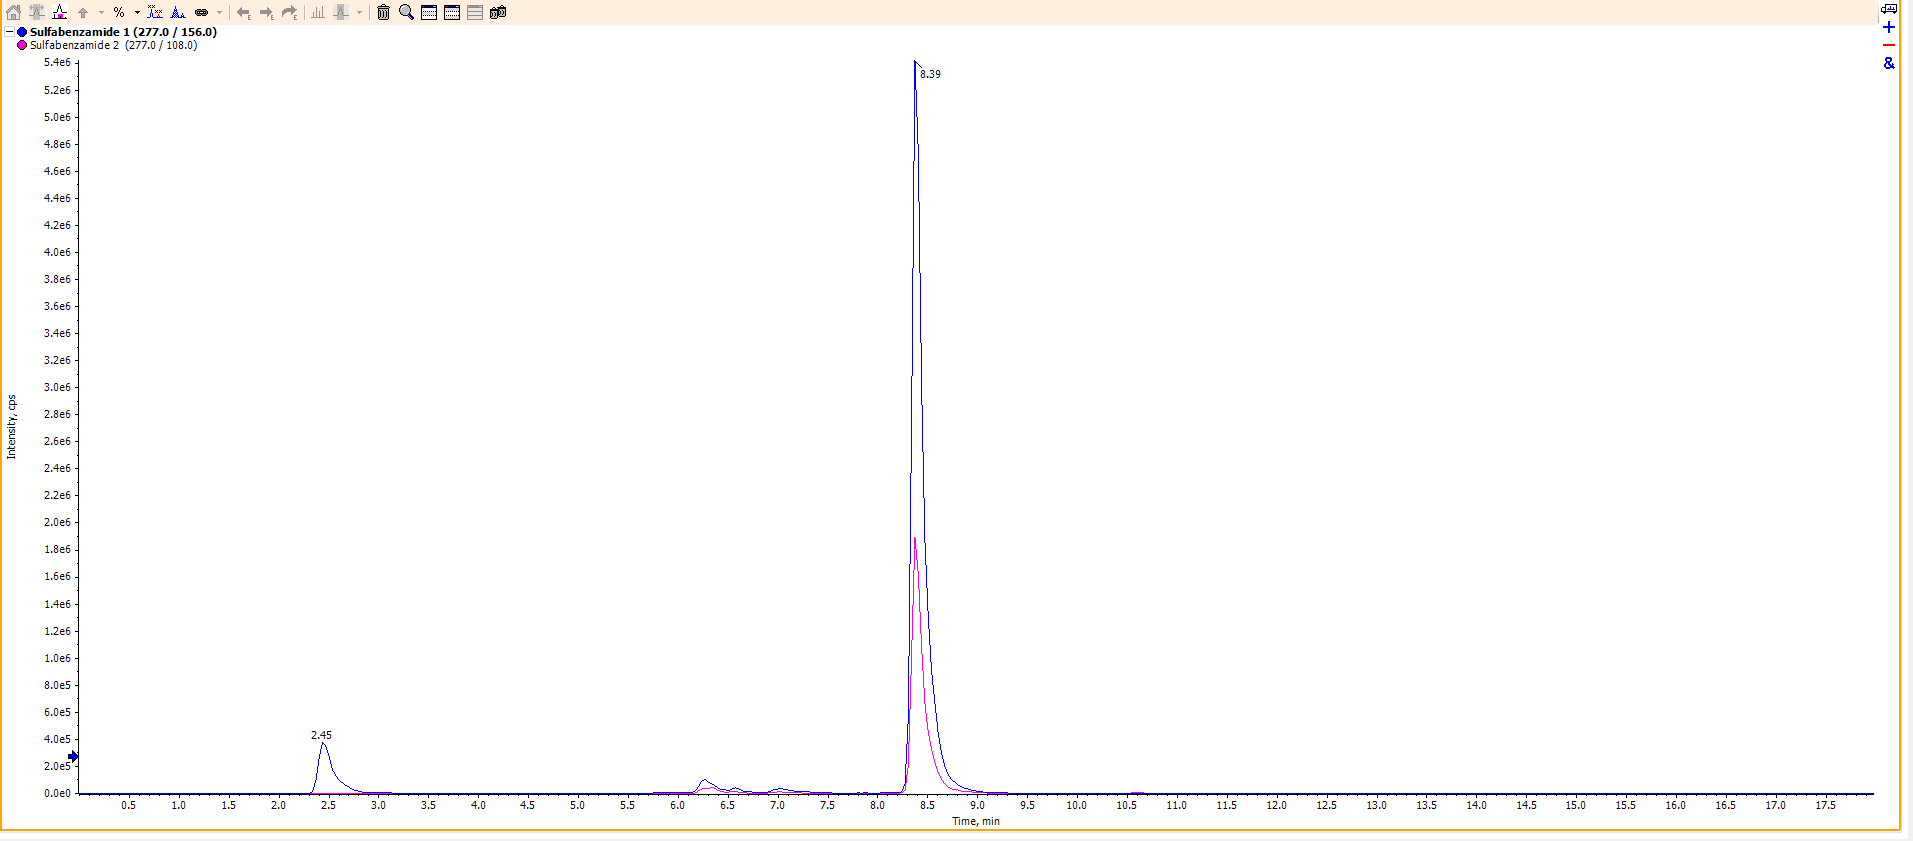 %
Sulfabenzamide 1 (277.0 / 156.0)
Sulfabenzamide 2 (277.0 / 108.0)
&
Intensity, cps
5.4e6
5.2e6
5.0e6
4.8e6
4.6e6
4.4e6
4.2e6
4.0e6
3.8e6
3.6e6
3.4e6
3.2e6
3.0e6
2.8e6
2.6e6
2.4e6
2.2e6
2.0e6
1.8e6
1.6e6
1.4e6
1.2e6
1.0e6
8.0e5
6.0e5
4.0e5
2.0e5
0.0e0
8.39
2.45
0.5 1.0 1.5 2.0 2.5 3.0 3.5 4.0 4.5 5.0 5.5 6.0 6.5 7.0 7.5 8.0 8.5 9.0 9.5 10.0 10.5 11.0 11.5 12.0 12.5 13.0 13.5 14.0 14.5 15.0 15.5 16.0 16.5 17.0 17.5
Time, min